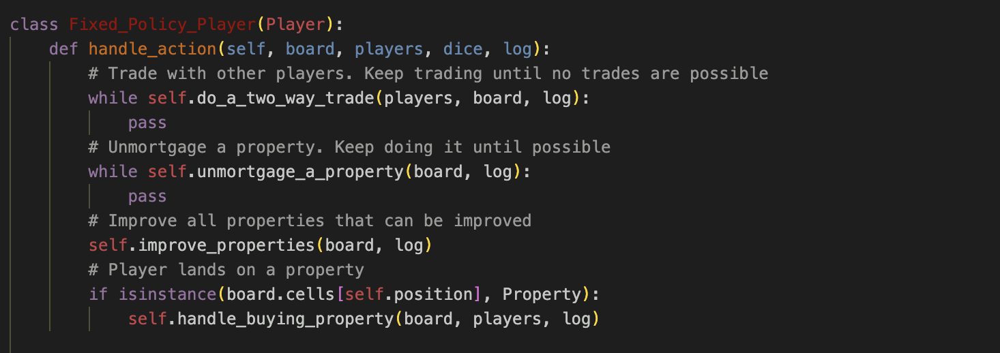 class Fixed_Policy_Player(Player):
    def handle_action(self, board, players, dice, log):
        # Trade with other players. Keep trading until no trades are possible
        while self.do_a_two_way_trade(players, board, log):
            pass
        # Unmortgage a property. Keep doing it until possible
        while self.unmortgage_a_property(board, log):
            pass
        # Improve all properties that can be improved
        self.improve_properties(board, log)
        # Player lands on a property
        if isinstance(board.cells[self.position], Property):
            self.handle_buying_property(board, players, log)